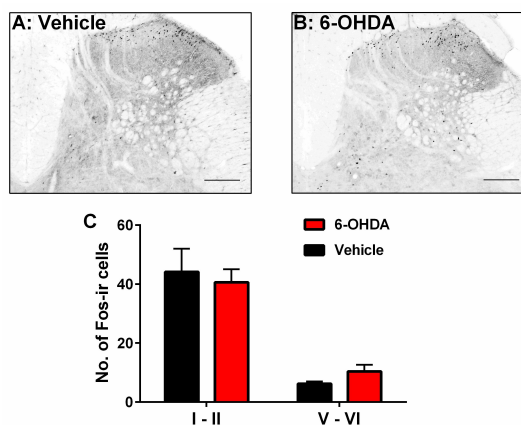 A: Vehicle
B: 6-OHDA
C
60
40
20
0
No. of Fos-ir cells
6-OHDA
Vehicle
I - II
V - VI